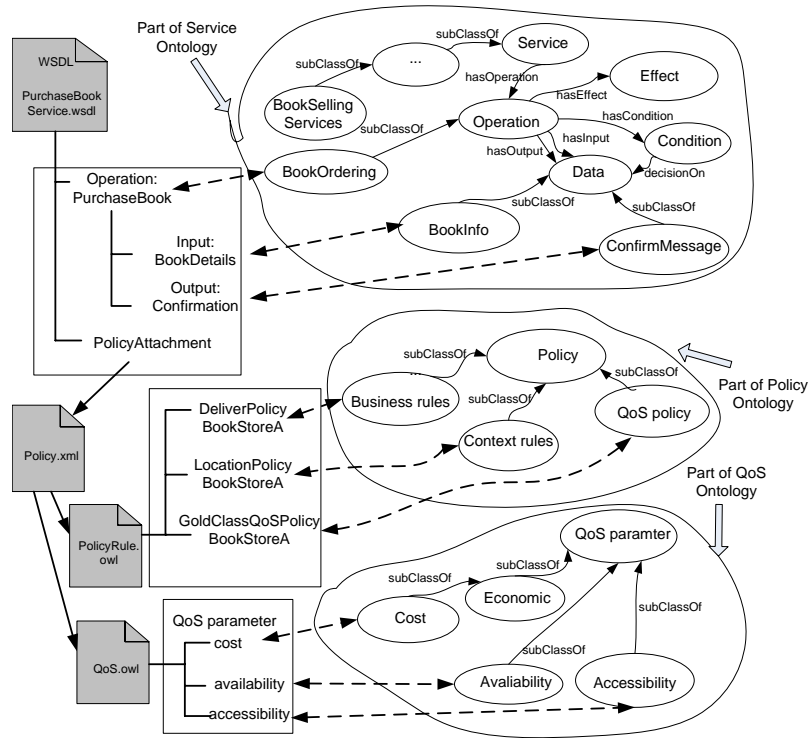 Part of Service
Ontology
WSDL
PurchaseBook
Service.wsdl
subClassOf
...
subClassOf
Service
hasOperation
Effect
hasEffect
BookSelling
Services
subClassOf
Operation
hasCondition
hasInput
hasOutput
Condition
decisionOn
BookOrdering
Data
subClassOf
subClassOf
BookInfo
ConfirmMessage
Operation:
PurchaseBook
Input:
BookDetails
Output:
Confirmation
PolicyAttachment
subClassOf
...
Policy
subClassOf
Business rules
subClassOf
QoS policy
Context rules
Part of Policy
Ontology
Policy.xml
DeliverPolicy
BookStoreA
LocationPolicy
BookStoreA
GoldClassQoSPolicy
BookStoreA
PolicyRule.
owl
Part of QoS
Ontology
QoS paramter
subClassOf
subClassOf
Economic
Cost
subClassOf
subClassOf
Avaliability
Accessibility
QoS parameter
cost
availability
accessibility
QoS.owl